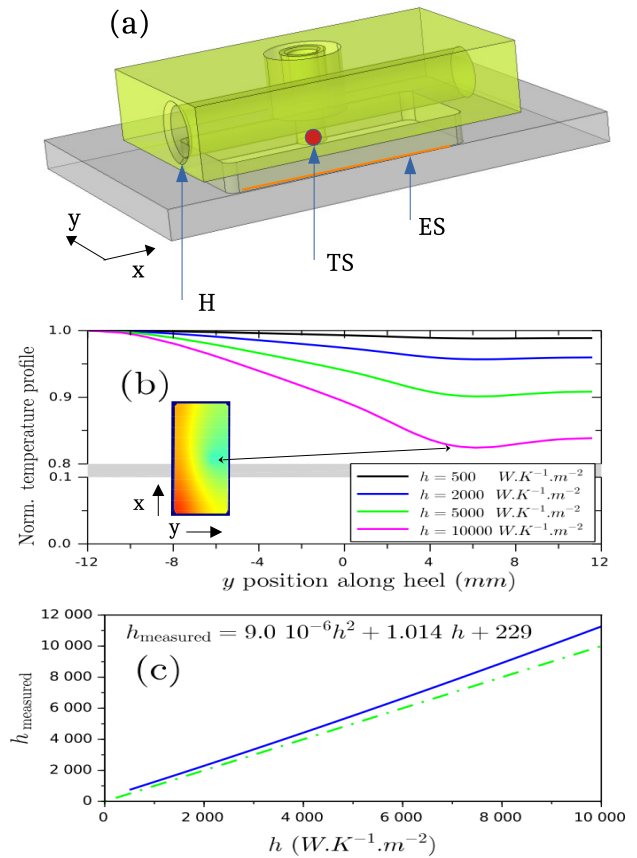 (a)
y
x
ES
TS
H
Norm. temperature profile
1.0
0.9
0.8
0.1
0.0
(b)
x
y
h = 500 W.K⁻¹.m⁻²
h = 2000 W.K⁻¹.m⁻²
h = 5000 W.K⁻¹.m⁻²
h = 10000 W.K⁻¹.m⁻²
-12 -8 -4 0 4 8 12
y position along heel (mm)
h_measured
12 000
10 000
8 000
6 000
4 000
2 000
0
h_measured = 9.0 10⁻⁶h² + 1.014 h + 229
(c)
0 2 000 4 000 6 000 8 000 10 000
h (W.K⁻¹.m⁻²)